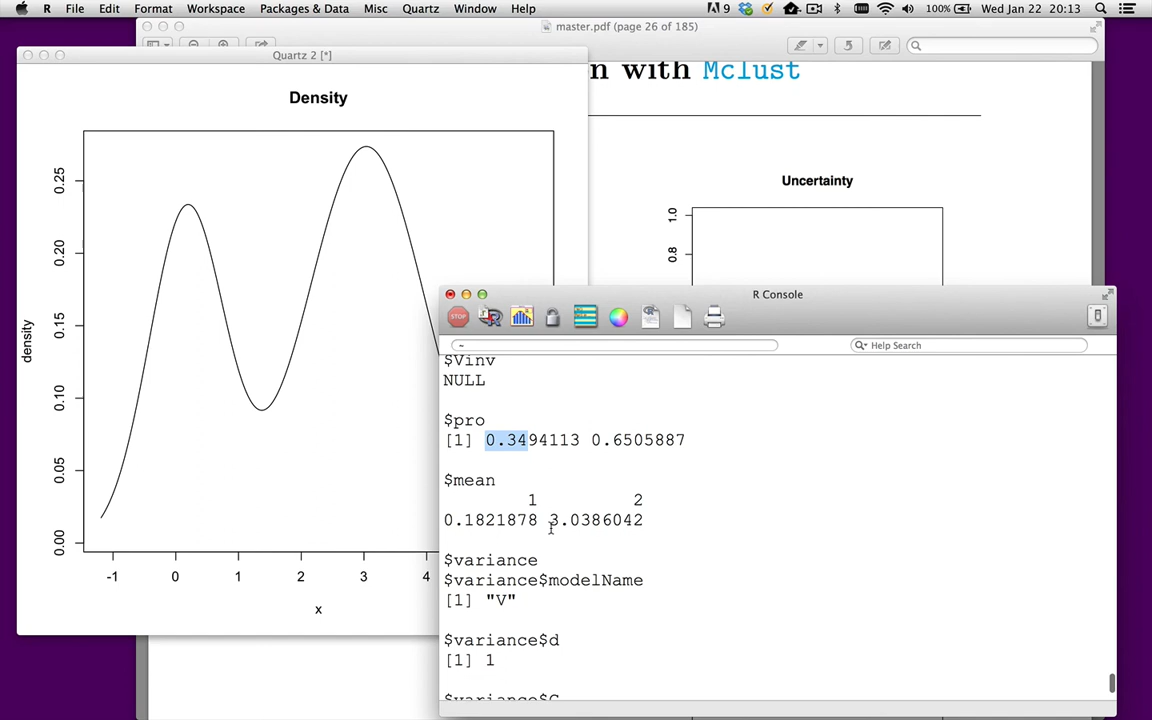 R File Edit Format Workspace Packages & Data Misc Quartz Window Help 9 100% Wed Jan 22 20:13
master.pdf (page 26 of 185)
Quartz 2 [*]
n with Mclust
Density
density
0.00 0.05 0.10 0.15 0.20 0.25
-1 0 1 2 3 4
x
Uncertainty
1.0
0.8
R Console
STOP
~
Help Search
$Vinv
NULL
$pro
[1] 0.3494113 0.6505887
$mean
1 2
0.1821878 3.0386042
$variance
$variance$modelName
[1] "V"
$variance$d
[1] 1
$variance$G